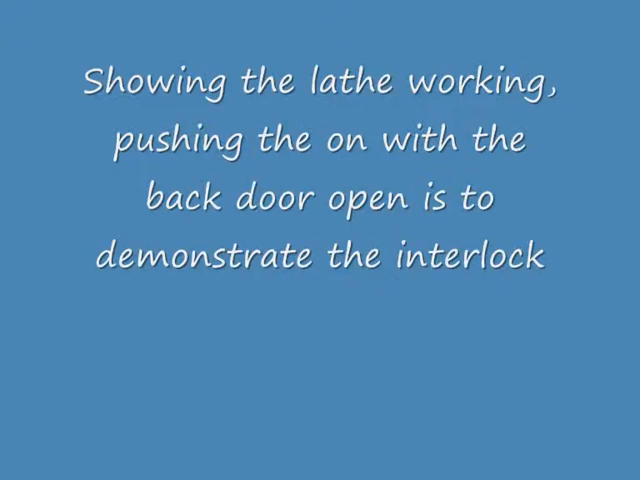 Showing the lathe working,
pushing the on with the
back door open is to
demonstrate the interlock